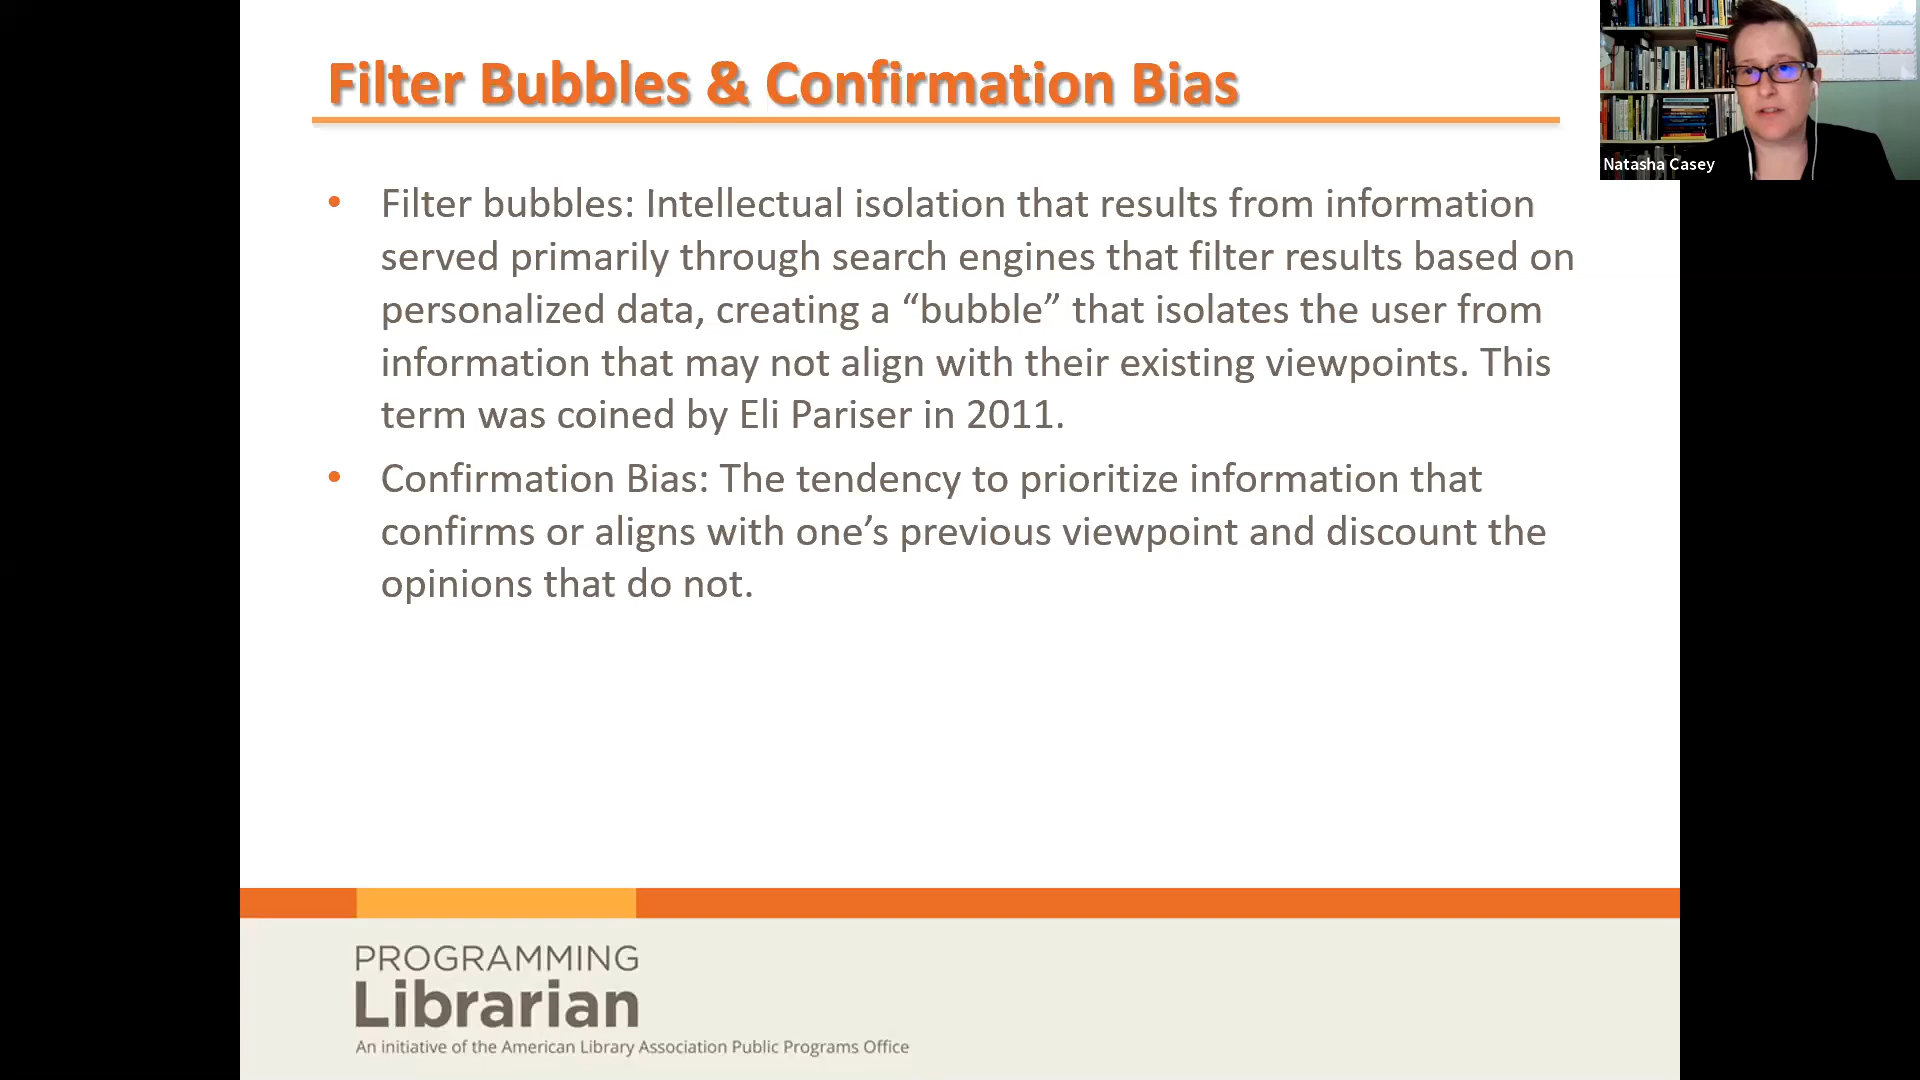 Filter Bubbles & Confirmation Bias
Natasha Casey
• Filter bubbles: Intellectual isolation that results from information
served primarily through search engines that filter results based on
personalized data, creating a “bubble” that isolates the user from
information that may not align with their existing viewpoints. This
term was coined by Eli Pariser in 2011.
• Confirmation Bias: The tendency to prioritize information that
confirms or aligns with one’s previous viewpoint and discount the
opinions that do not.
PROGRAMMING
Librarian
An initiative of the American Library Association Public Programs Office